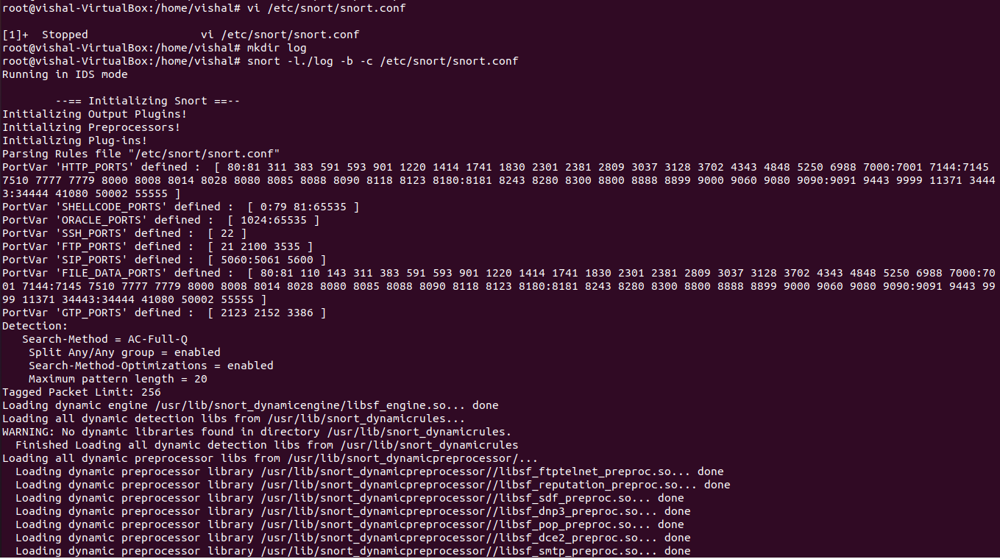 root@vishal-VirtualBox:/home/vishal# vi /etc/snort/snort.conf
[1]+  Stopped                 vi /etc/snort/snort.conf
root@vishal-VirtualBox:/home/vishal# mkdir log
root@vishal-VirtualBox:/home/vishal# snort -l./log -b -c /etc/snort/snort.conf
Running in IDS mode
        --== Initializing Snort ==--
Initializing Output Plugins!
Initializing Preprocessors!
Initializing Plug-ins!
Parsing Rules file "/etc/snort/snort.conf"
PortVar 'HTTP_PORTS' defined :  [ 80:81 311 383 591 593 901 1220 1414 1741 1830 2301 2381 2809 3037 3128 3702 4343 4848 5250 6988 7000:7001 7144:7145
7510 7777 7779 8000 8008 8014 8028 8080 8085 8088 8090 8118 8123 8180:8181 8243 8280 8300 8800 8888 8899 9000 9060 9080 9090:9091 9443 9999 11371 3444
3:34444 41080 50002 55555 ]
PortVar 'SHELLCODE_PORTS' defined :  [ 0:79 81:65535 ]
PortVar 'ORACLE_PORTS' defined :  [ 1024:65535 ]
PortVar 'SSH_PORTS' defined :  [ 22 ]
PortVar 'FTP_PORTS' defined :  [ 21 2100 3535 ]
PortVar 'SIP_PORTS' defined :  [ 5060:5061 5600 ]
PortVar 'FILE_DATA_PORTS' defined :  [ 80:81 110 143 311 383 591 593 901 1220 1414 1741 1830 2301 2381 2809 3037 3128 3702 4343 4848 5250 6988 7000:70
01 7144:7145 7510 7777 7779 8000 8008 8014 8028 8080 8085 8088 8090 8118 8123 8180:8181 8243 8280 8300 8800 8888 8899 9000 9060 9080 9090:9091 9443 99
99 11371 34443:34444 41080 50002 55555 ]
PortVar 'GTP_PORTS' defined :  [ 2123 2152 3386 ]
Detection:
   Search-Method = AC-Full-Q
    Split Any/Any group = enabled
    Search-Method-Optimizations = enabled
    Maximum pattern length = 20
Tagged Packet Limit: 256
Loading dynamic engine /usr/lib/snort_dynamicengine/libsf_engine.so... done
Loading all dynamic detection libs from /usr/lib/snort_dynamicrules...
WARNING: No dynamic libraries found in directory /usr/lib/snort_dynamicrules.
  Finished Loading all dynamic detection libs from /usr/lib/snort_dynamicrules
Loading all dynamic preprocessor libs from /usr/lib/snort_dynamicpreprocessor/...
  Loading dynamic preprocessor library /usr/lib/snort_dynamicpreprocessor//libsf_ftptelnet_preproc.so... done
  Loading dynamic preprocessor library /usr/lib/snort_dynamicpreprocessor//libsf_reputation_preproc.so... done
  Loading dynamic preprocessor library /usr/lib/snort_dynamicpreprocessor//libsf_sdf_preproc.so... done
  Loading dynamic preprocessor library /usr/lib/snort_dynamicpreprocessor//libsf_dnp3_preproc.so... done
  Loading dynamic preprocessor library /usr/lib/snort_dynamicpreprocessor//libsf_pop_preproc.so... done
  Loading dynamic preprocessor library /usr/lib/snort_dynamicpreprocessor//libsf_dce2_preproc.so... done
  Loading dynamic preprocessor library /usr/lib/snort_dynamicpreprocessor//libsf_smtp_preproc.so... done